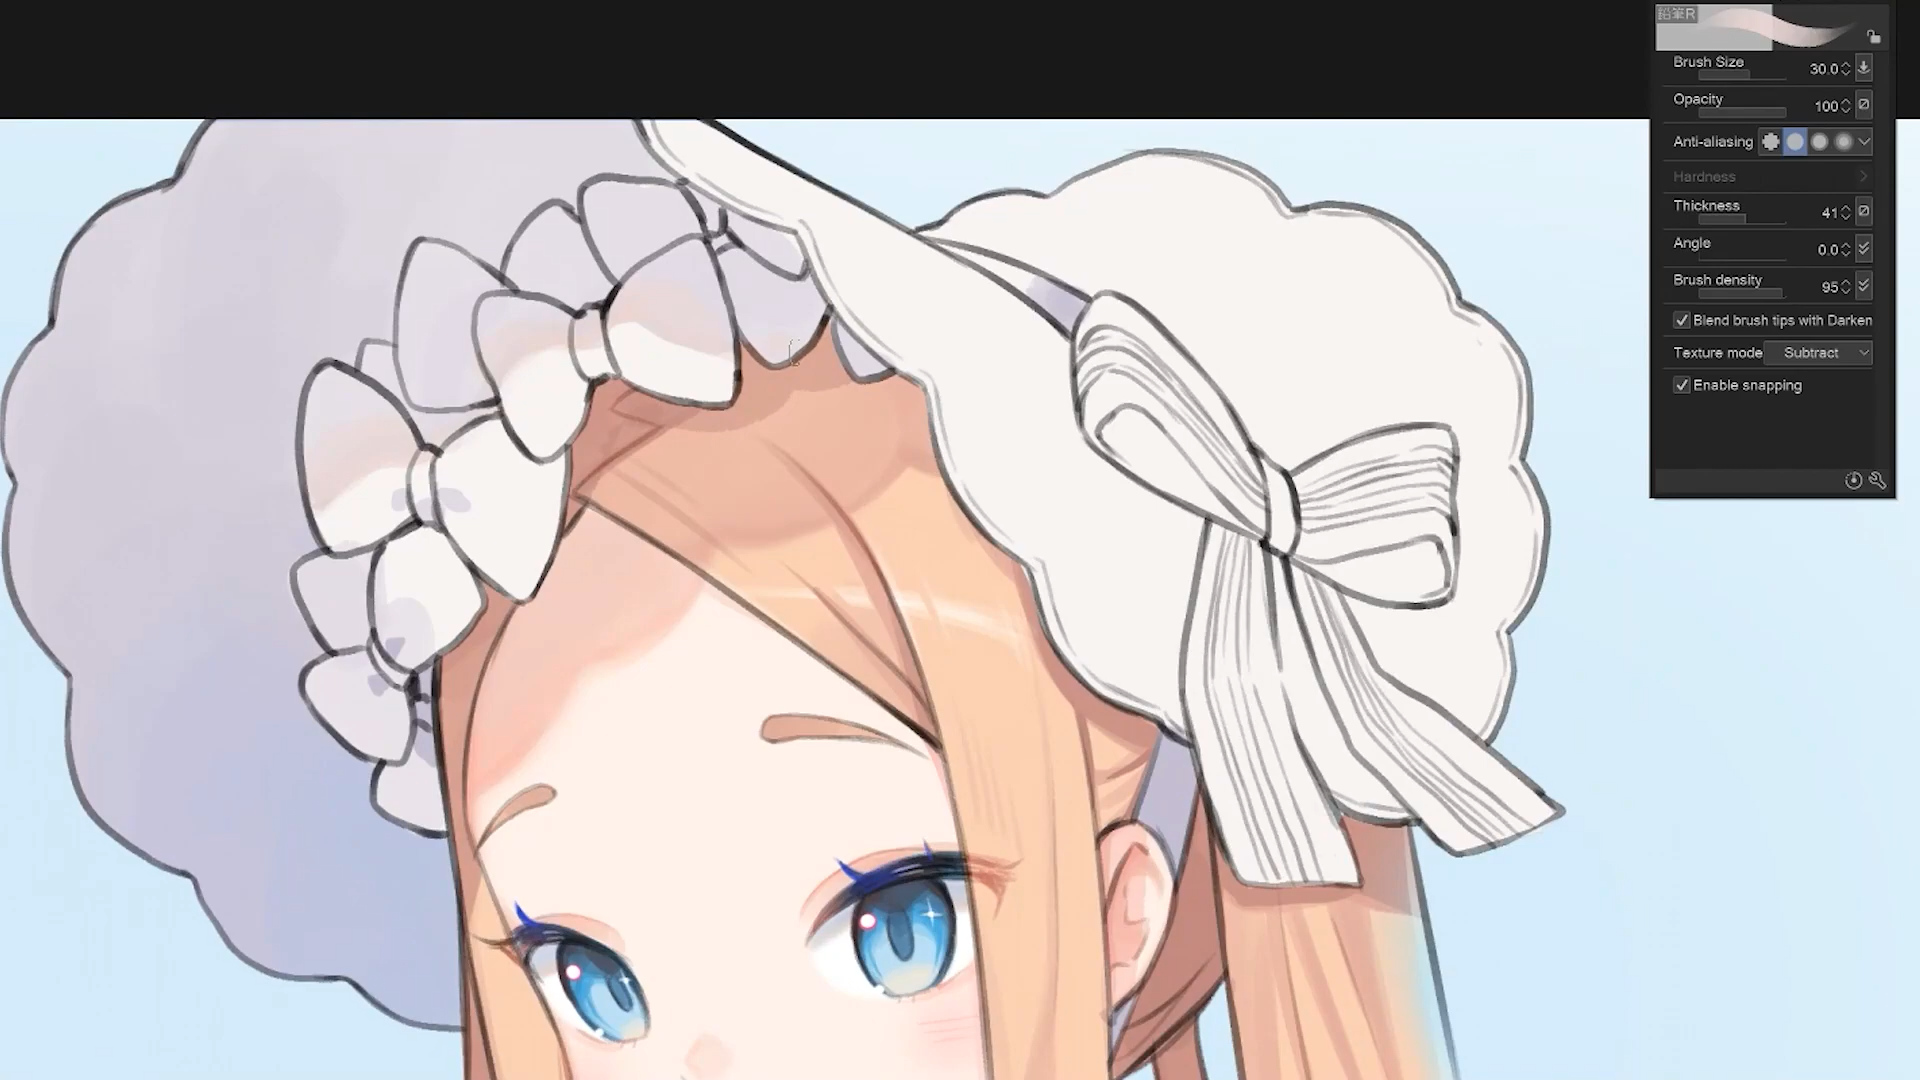 鉛筆R
Brush Size 30.0
Opacity 100
Anti-aliasing
Hardness
Thickness 41
Angle 0.0
Brush density 95
Blend brush tips with Darken
Texture mode Subtract
Enable snapping